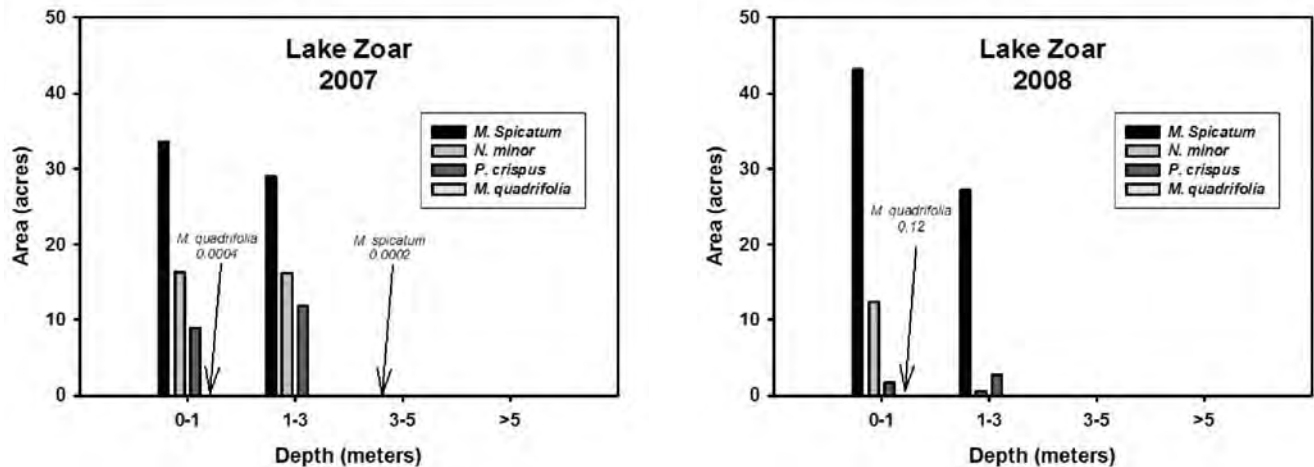 Lake Zoar
2007
50
40
30
20
10
0
Area (acres)
M. Spicatum
N. minor
P. crispus
M. quadrifolia
M. quadrifolia
0.0004
M. spicatum
0.0002
0-1
1-3
3-5
>5
Depth (meters)
Lake Zoar
2008
50
40
30
20
10
0
Area (acres)
M. Spicatum
N. minor
P. crispus
M. quadrifolia
M. quadrifolia
0.12
0-1
1-3
3-5
>5
Depth (meters)